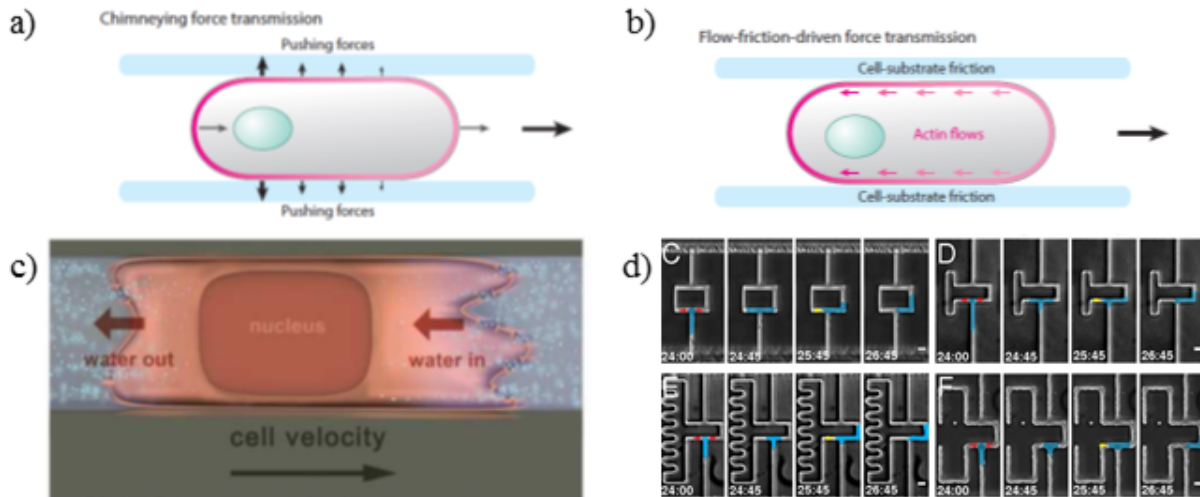 a)
Chimneying force transmission
Pushing forces
Pushing forces
b)
Flow-friction-driven force transmission
Cell-substrate friction
Actin flows
Cell-substrate friction
c)
nucleus
water out
water in
cell velocity
d)
C
24:00
24:45
25:45
26:45
D
24:00
24:45
25:45
26:45
E
24:00
24:45
25:45
26:45
F
24:00
24:45
25:45
26:45